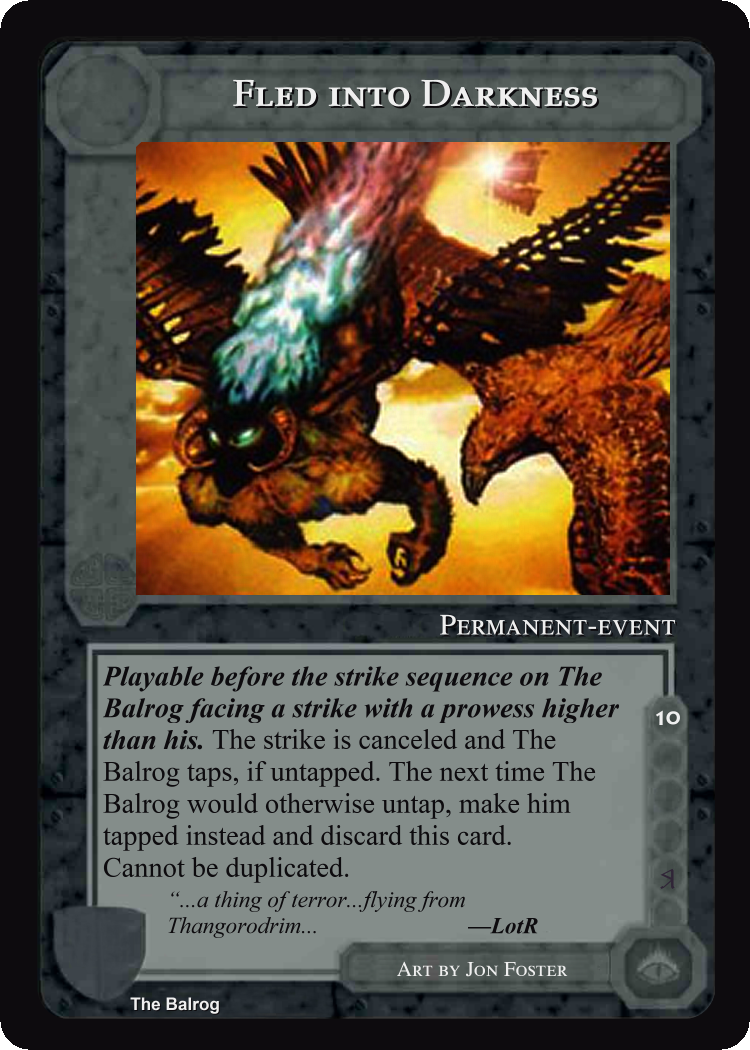 Fled into Darkness
Permanent-event
Playable before the strike sequence on The
Balrog facing a strike with a prowess higher
than his. The strike is canceled and The
Balrog taps, if untapped. The next time The
Balrog would otherwise untap, make him
tapped instead and discard this card.
Cannot be duplicated.
10
“...a thing of terror...flying from
Thangorodrim... —LotR
Art by Jon Foster
The Balrog